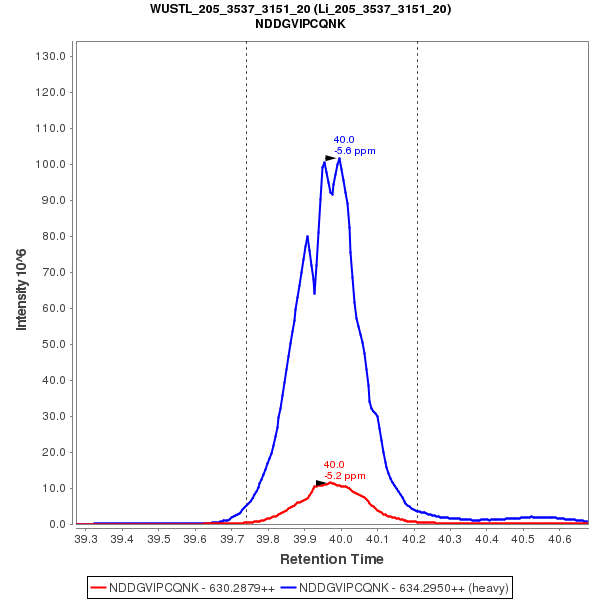 WUSTL_205_3537_3151_20 (Li_205_3537_3151_20)
NDDGVIPCQNK
Intensity 10^6
130.0
120.0
110.0
100.0
90.0
80.0
70.0
60.0
50.0
40.0
30.0
20.0
10.0
0.0
40.0
-5.6 ppm
40.0
-5.2 ppm
39.3 39.4 39.5 39.6 39.7 39.8 39.9 40.0 40.1 40.2 40.3 40.4 40.5 40.6
Retention Time
NDDGVIPCQNK - 630.2879++ NDDGVIPCQNK - 634.2950++ (heavy)